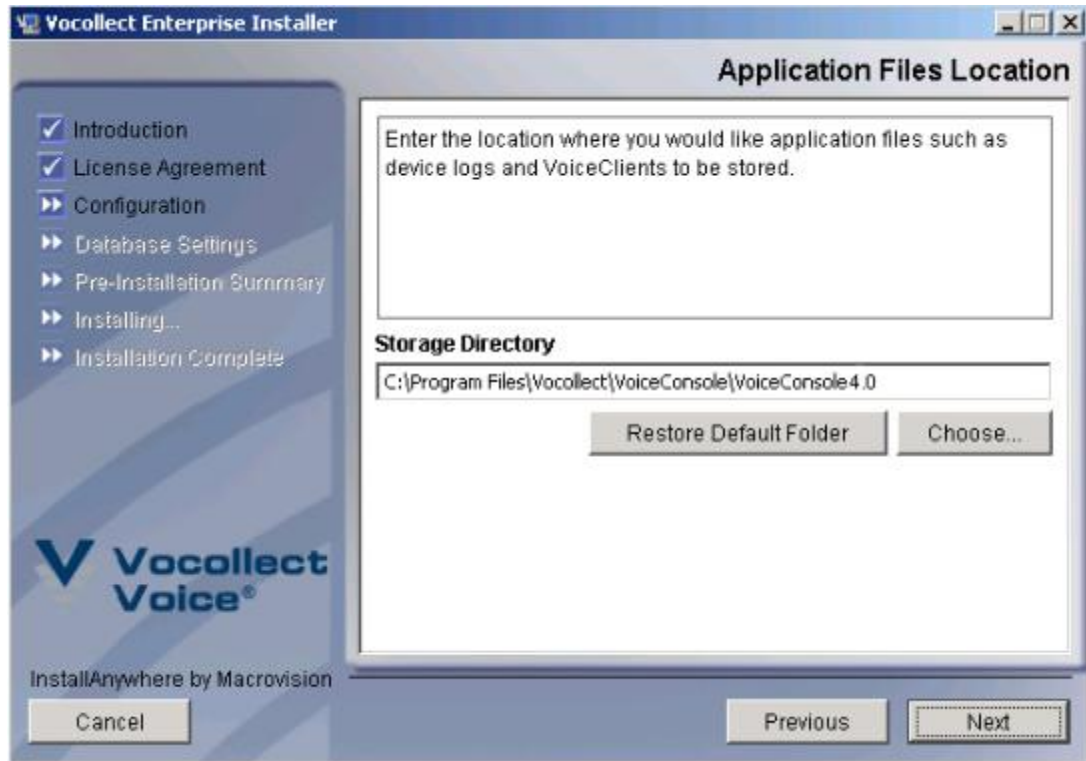 Vocollect Enterprise Installer
Application Files Location
Introduction
License Agreement
Configuration
Database Settings
Pre-Installation Summary
Installing...
Installation Complete
Enter the location where you would like application files such as
device logs and VoiceClients to be stored.
Storage Directory
C:\Program Files\Vocollect\VoiceConsole\VoiceConsole4.0
Restore Default Folder
Choose...
V Vocollect
Voice®
InstallAnywhere by Macrovision
Cancel
Previous
Next